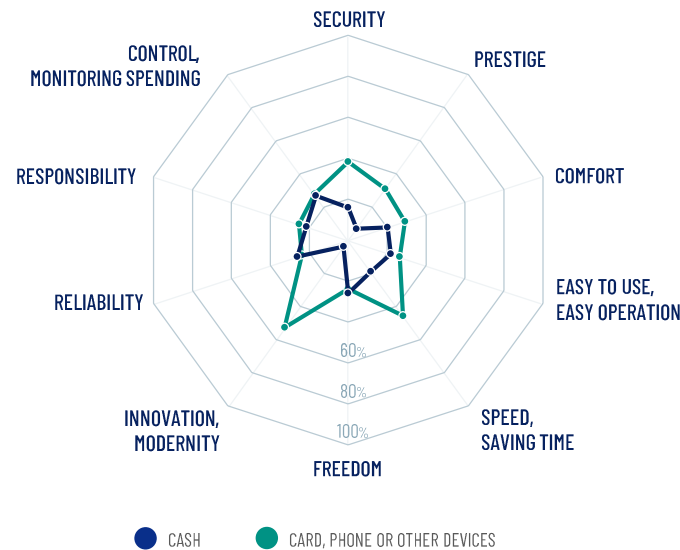 SECURITY
PRESTIGE
CONTROL,
MONITORING SPENDING
COMFORT
RESPONSIBILITY
EASY TO USE,
EASY OPERATION
RELIABILITY
60%
80%
100%
SPEED,
SAVING TIME
INNOVATION,
MODERNITY
FREEDOM
CASH
CARD, PHONE OR OTHER DEVICES